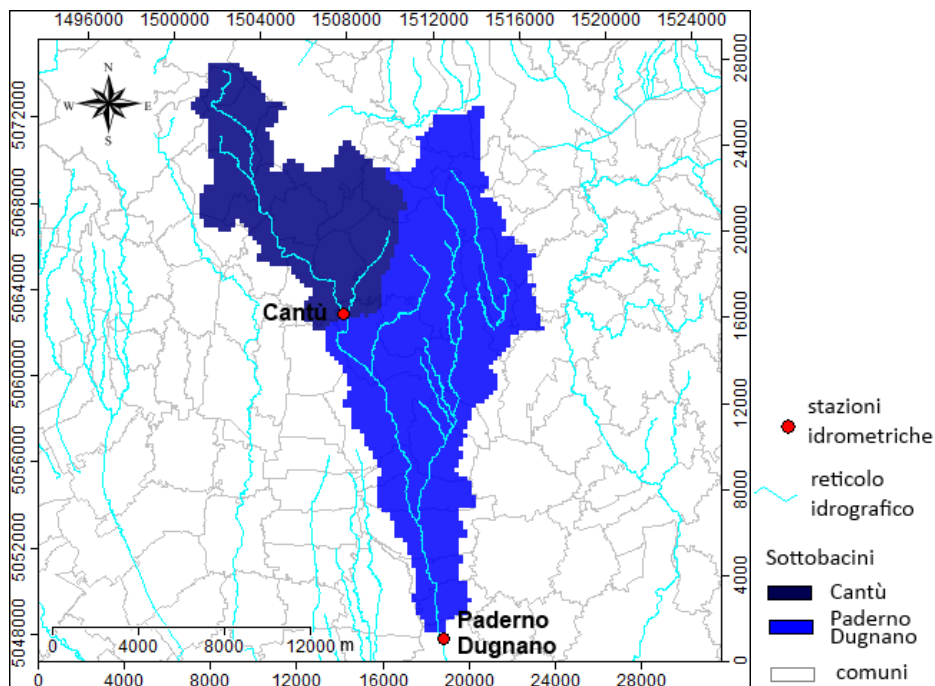 1496000 1500000 1504000 1508000 1512000 1516000 1520000 1524000
5072000
5068000
5064000
5060000
5056000
5052000
5048000
28000
24000
20000
16000
12000
8000
4000
0
N
W E
S
Cantù
Paderno
Dugnano
0 4000 8000 12000 m
0 4000 8000 12000 16000 20000 24000 28000
stazioni
idrometriche
reticolo
idrografico
Sottobacini
Cantù
Paderno
Dugnano
comuni